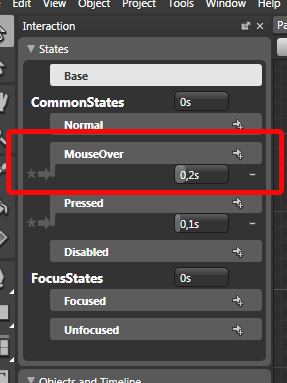 Edit View Object Project Tools Window Help
Interaction
States
Base
CommonStates 0s
Normal
MouseOver
0,2s
Pressed
0,1s
Disabled
FocusStates 0s
Focused
Unfocused
Objects and Timeline